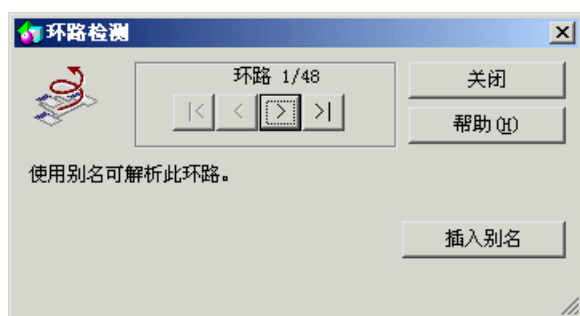 环路检测
环路 1/48
关闭
|< < > >|
帮助(H)
使用别名可解析此环路。
插入别名